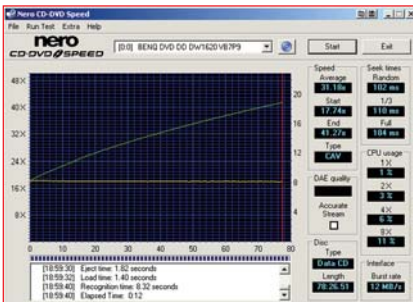 Nero CD-DVD Speed
File Run Test Extra Help
nero
CD-DVD SPEED
[0:0] BENQ DVD DD DW1620 VB7P9
Start
Exit
48X
40X
32X
24X
16X
8X
20
16
12
8
4
0 10 20 30 40 50 60 70 80
Speed
Average
31.18x
Start
17.74x
End
41.27x
Type
CAV
DAE quality
Accurate
Stream
Disc
Type
Data CD
Length
78:26.51
Seek times
Random
102 ms
1/3
110 ms
Full
184 ms
CPU usage
1X
1 %
2X
3 %
4X
6 %
8X
11 %
Interface
Burst rate
12 MB/s
[18:59:30] Eject time: 1.82 seconds
[18:59:32] Load time: 1.40 seconds
[18:59:40] Recognition time: 8.32 seconds
[18:59:40] Elapsed Time: 0:12